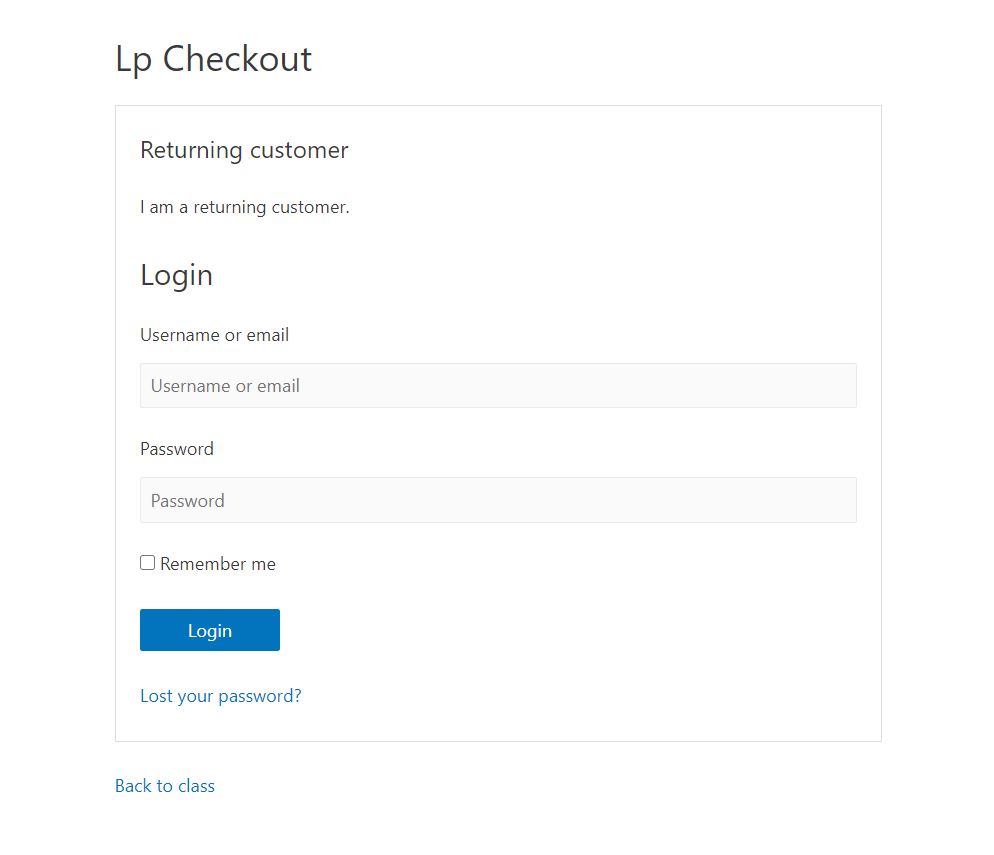 Lp Checkout
Returning customer
I am a returning customer.
Login
Username or email
Username or email
Password
Password
Remember me
Login
Lost your password?
Back to class